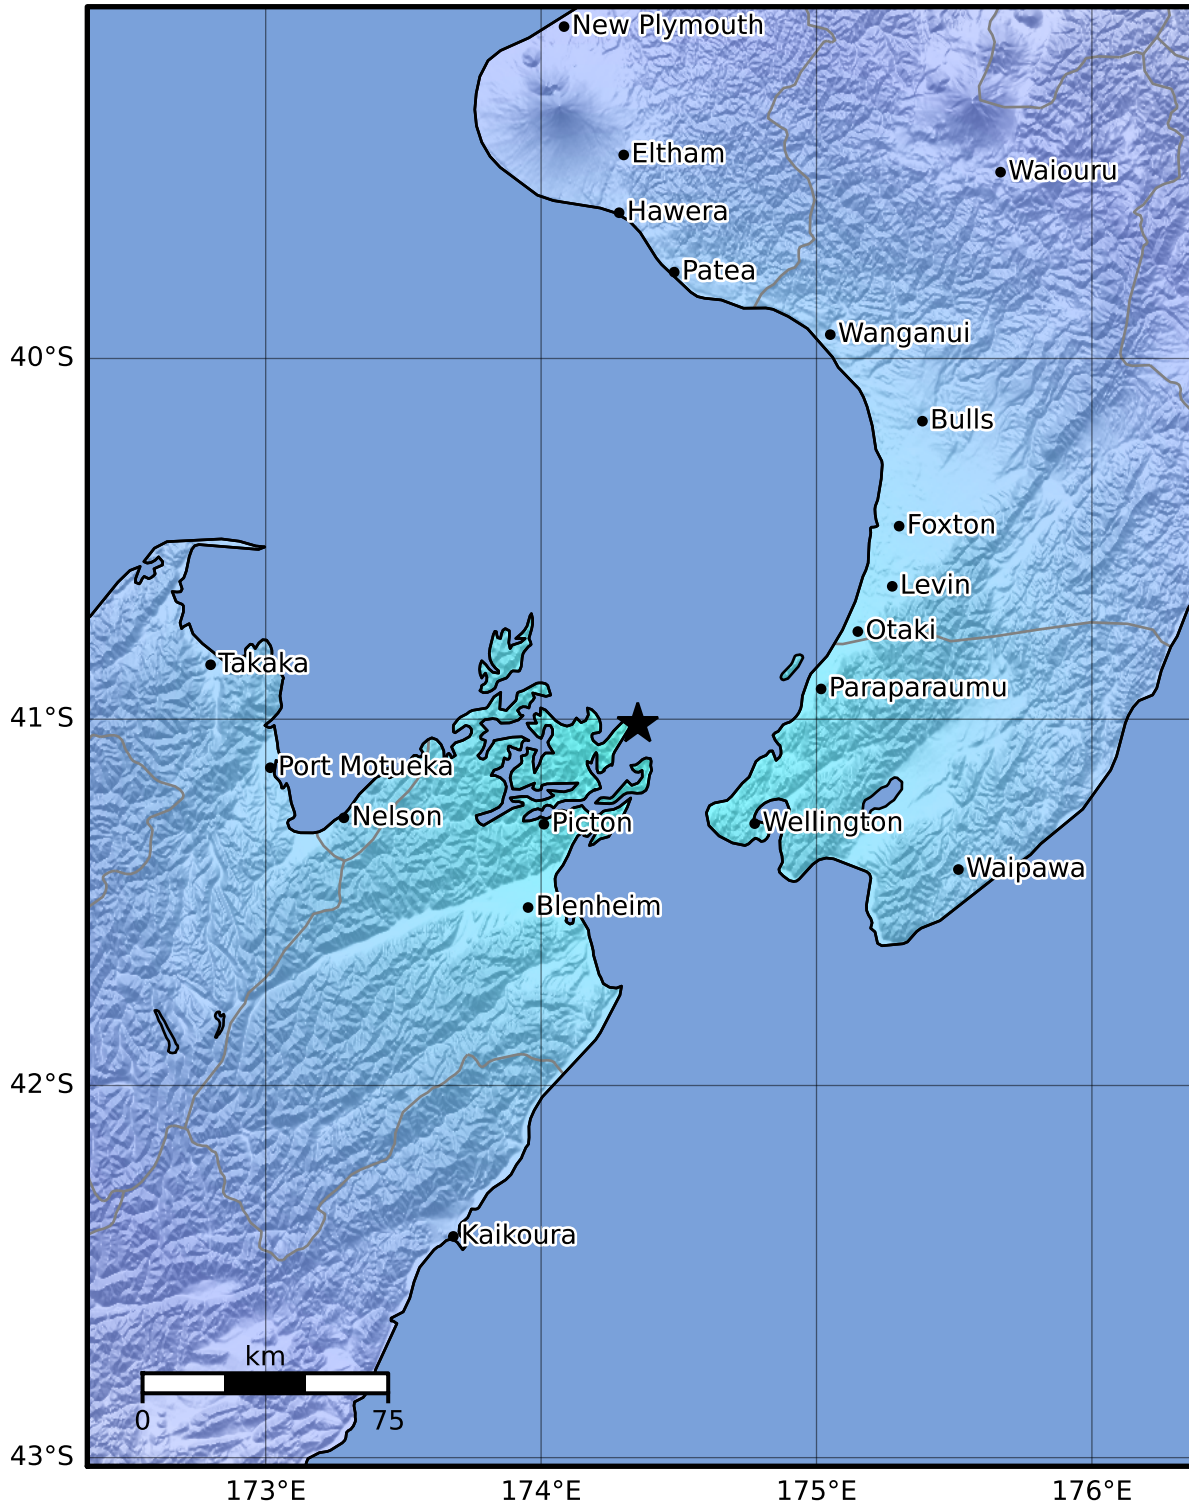 New Plymouth
Eltham
Waiouru
Hawera
Patea
Wanganui
40°S
Bulls
Foxton
Levin
Otaki
Takaka
Paraparaumu
41°S
Port Motueka
Nelson
Picton
Wellington
Waipawa
Blenheim
42°S
Kaikoura
km
0
75
43°S
173°E
174°E
175°E
176°E